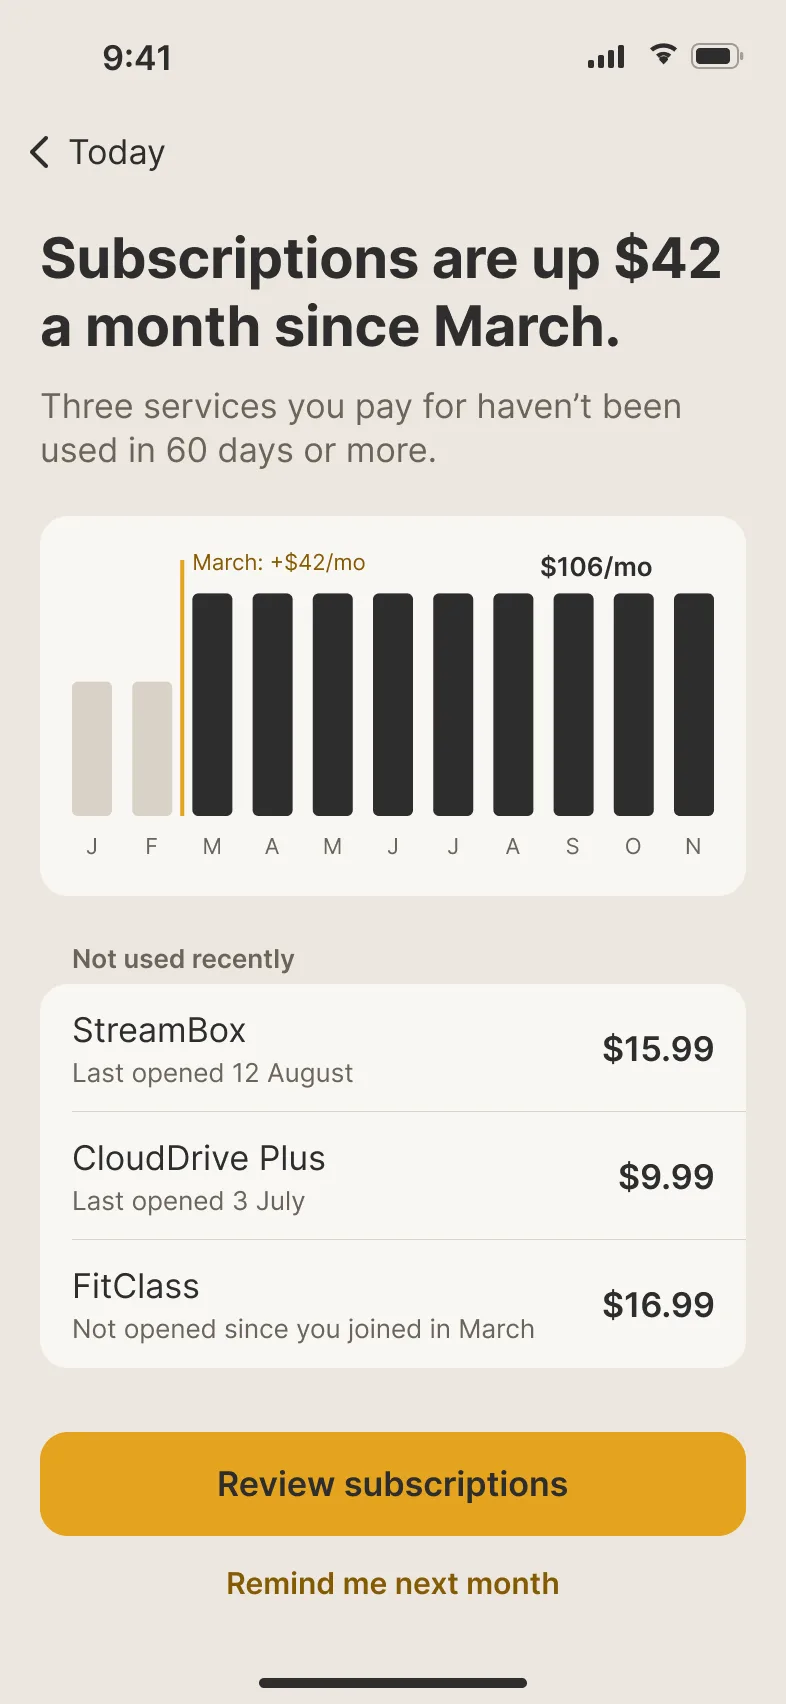 9:41
Today
Subscriptions are up $42
a month since March.
Three services you pay for haven’t been
used in 60 days or more.
March: +$42/mo
$106/mo
J F M A M J J A S O N
Not used recently
StreamBox
$15.99
Last opened 12 August
CloudDrive Plus
$9.99
Last opened 3 July
FitClass
$16.99
Not opened since you joined in March
Review subscriptions
Remind me next month